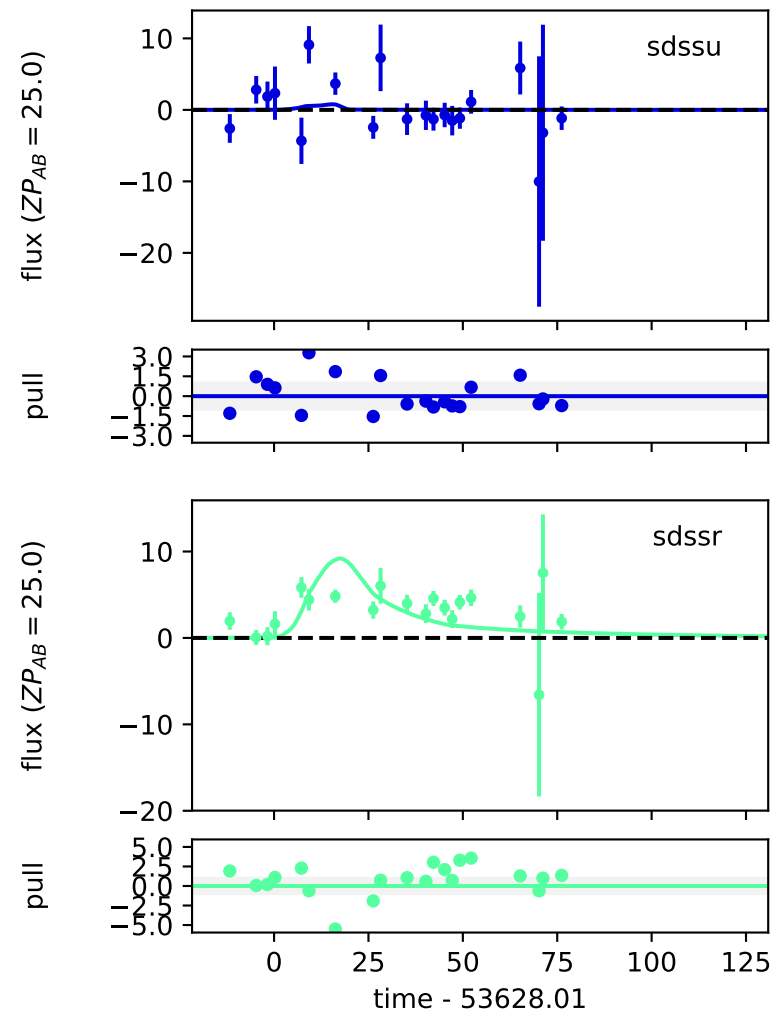 10
0
−10
−20
flux (ZP_AB = 25.0)
sdssu
3.0
1.5
0.0
−1.5
−3.0
pull
10
0
−10
−20
flux (ZP_AB = 25.0)
sdssr
5.0
2.5
0.0
−2.5
−5.0
pull
0 25 50 75 100 125
time - 53628.01